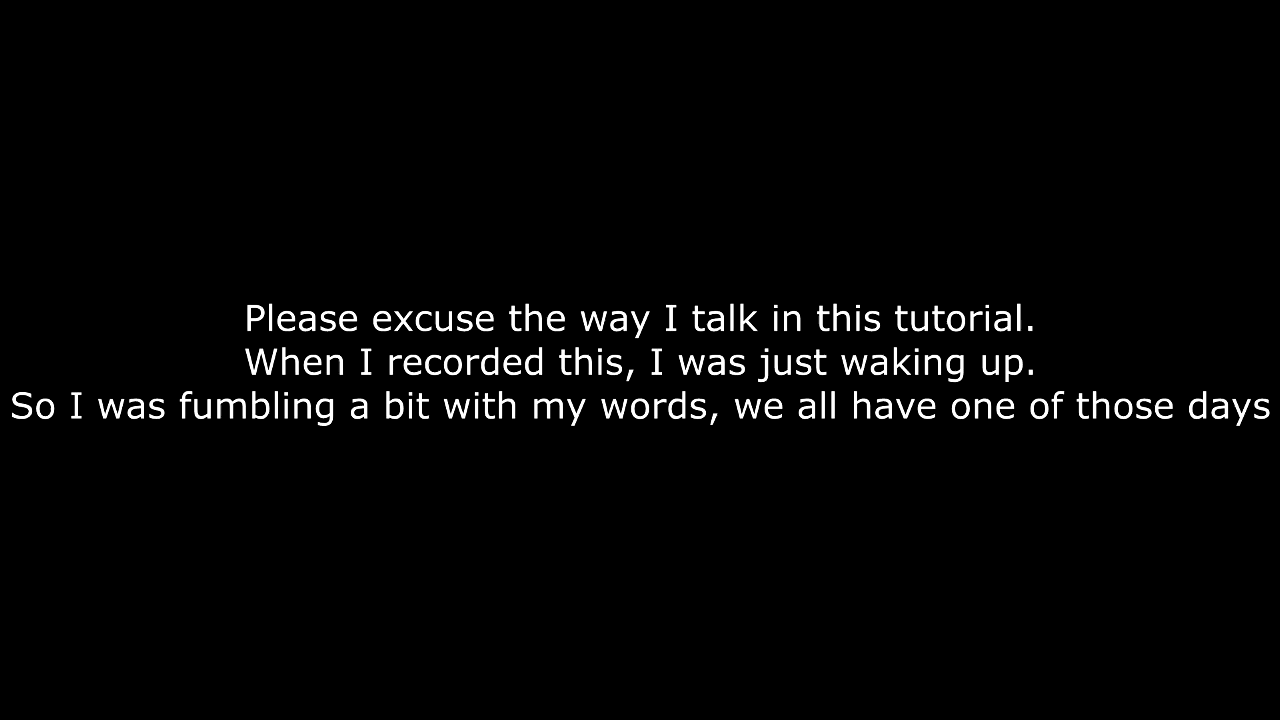 Please excuse the way I talk in this tutorial.
When I recorded this, I was just waking up.
So I was fumbling a bit with my words, we all have one of those days